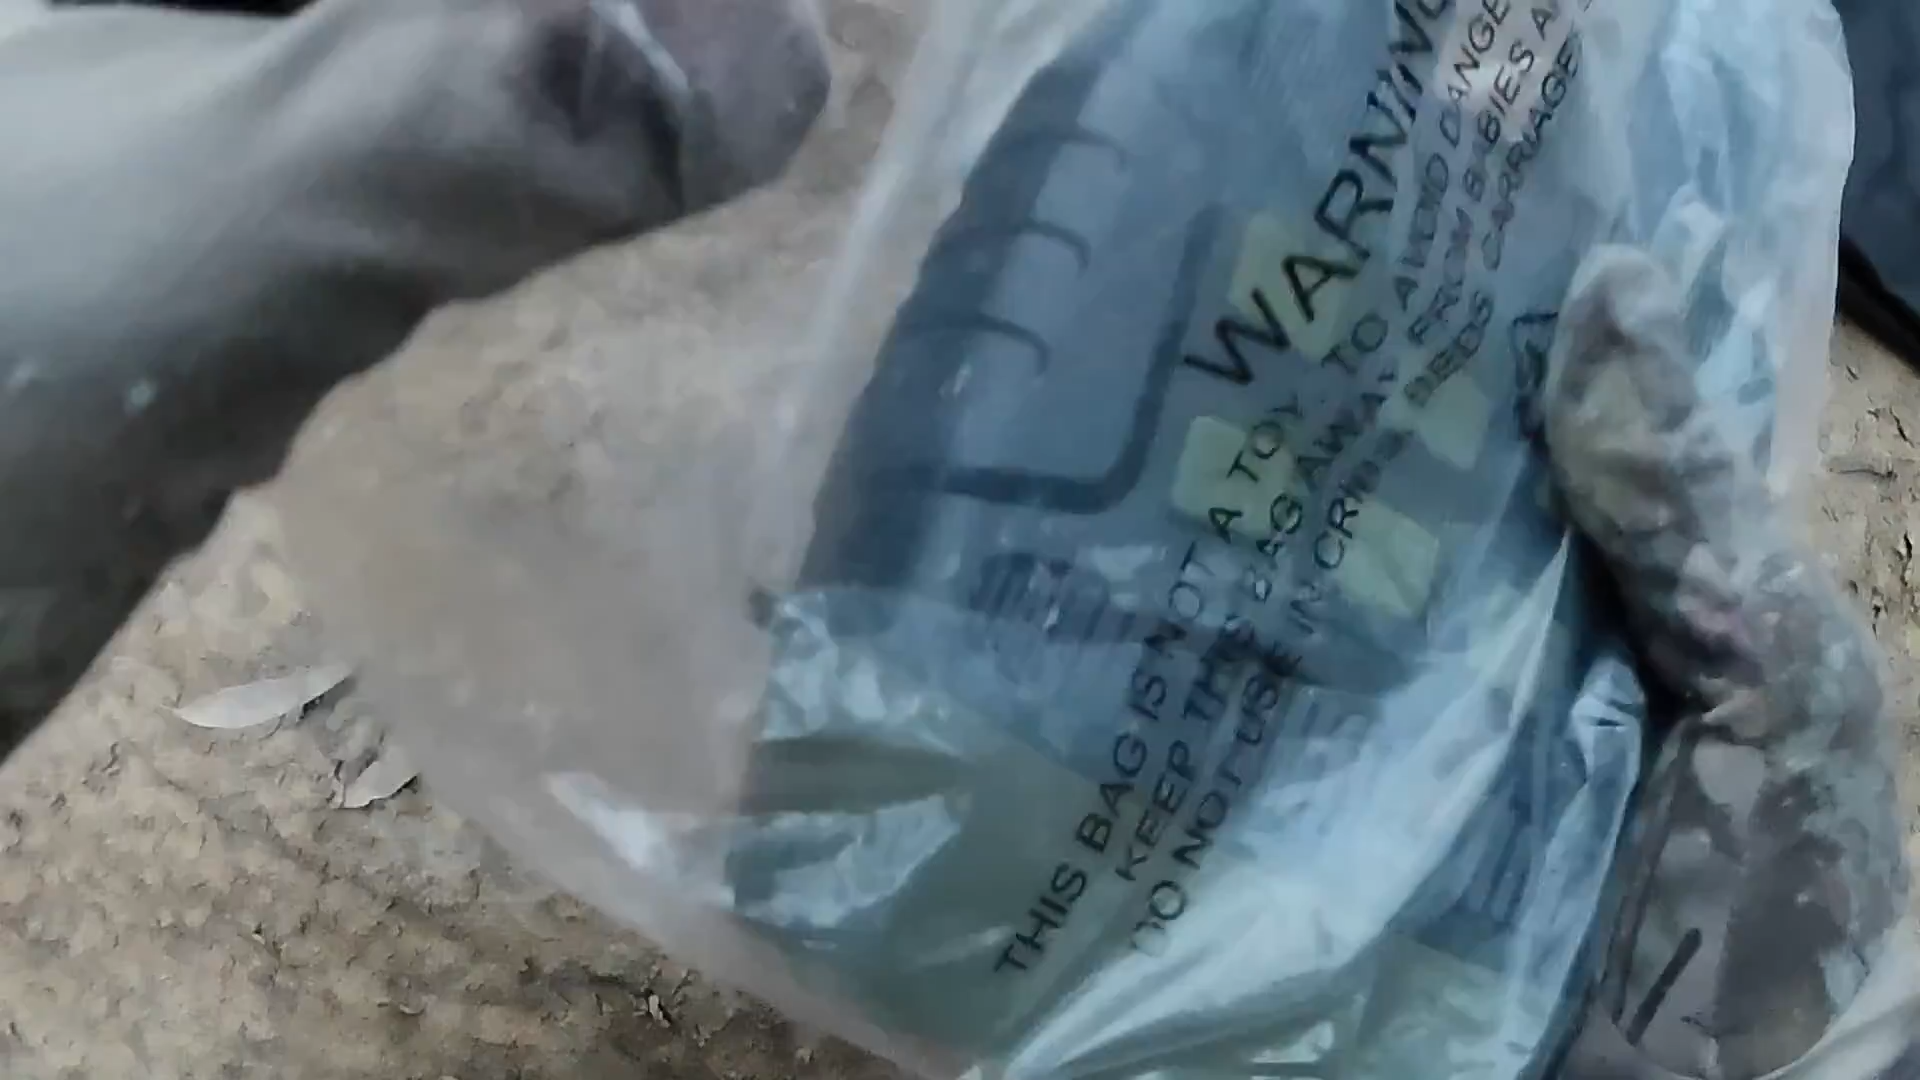 WARNING
THIS BAG IS NOT A TOY. TO AVOID DANGE
KEEP THIS BAG AWAY FROM BABIES A
DO NOT USE IN CRIBS BEDS CARRIAGES